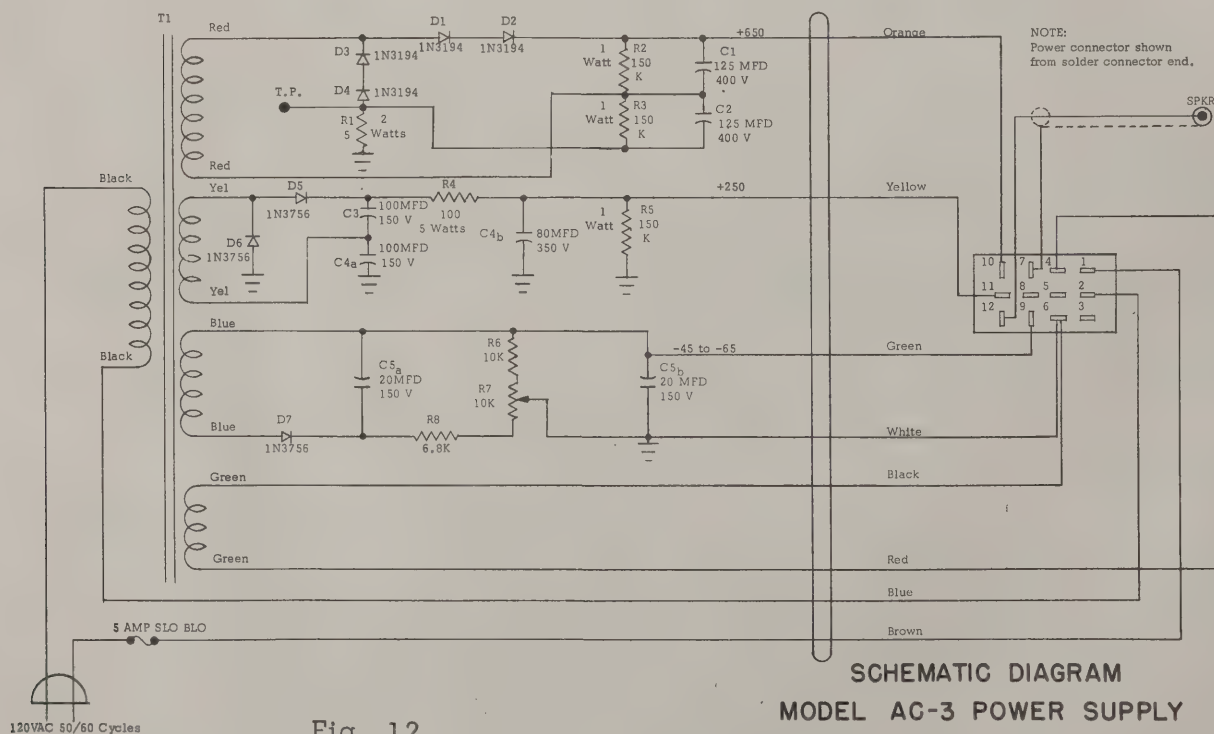 T1
Red
D3
1N3194
D4
1N3194
T.P.
R1
5
2
Watts
D1
1N3194
D2
1N3194
1
Watt
R2
150
K
1
Watt
R3
150
K
+650
C1
125 MFD
400 V
C2
125 MFD
400 V
Orange
NOTE:
Power connector shown
from solder connector end.
SPKR
Red
Black
Yel
D5
1N3756
D6
1N3756
C3
100MFD
150 V
100MFD
150 V
C4a
R4
100
5 Watts
C4b
80MFD
350 V
1
Watt
R5
150
K
+250
Yellow
Yel
10
7
4
1
11
8
5
2
12
9
6
3
Blue
Black
C5a
20MFD
150 V
R6
10K
R7
10K
R8
6.8K
-45 to -65
C5b
20 MFD
150 V
Green
Blue
D7
1N3756
White
Green
Black
Green
Red
Blue
5 AMP SLO BLO
Brown
120VAC 50/60 Cycles
Fig. 12
SCHEMATIC DIAGRAM
MODEL AC-3 POWER SUPPLY